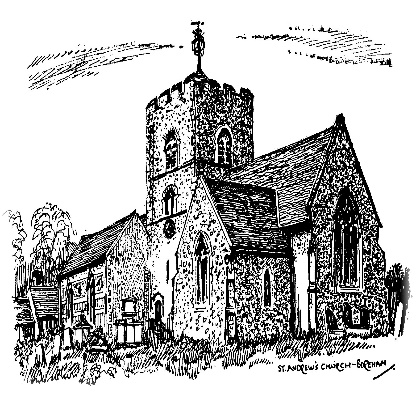 ST. ANDREW'S CHURCH - BOREHAM